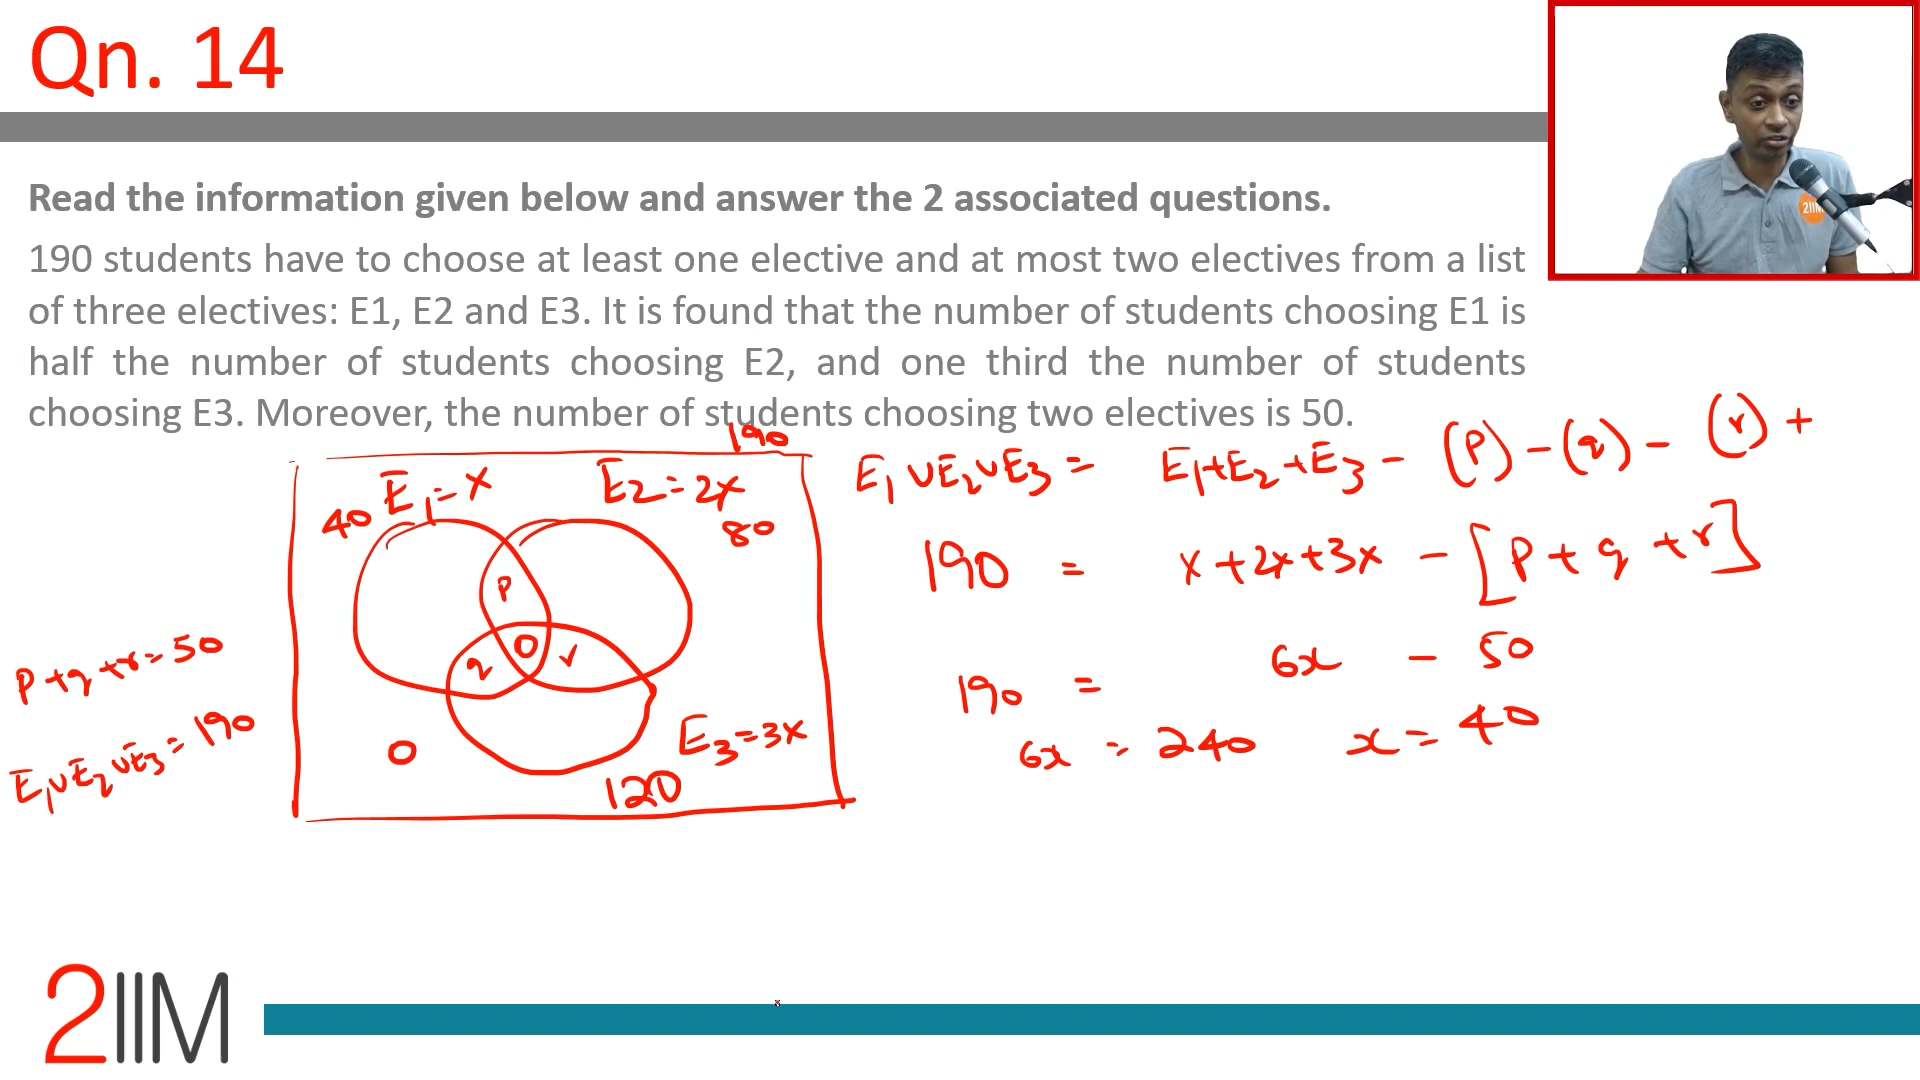 Qn. 14
Read the information given below and answer the 2 associated questions.
190 students have to choose at least one elective and at most two electives from a list
of three electives: E1, E2 and E3. It is found that the number of students choosing E1 is
half the number of students choosing E2, and one third the number of students
choosing E3. Moreover, the number of students choosing two electives is 50.
190
E1 = x
E2 = 2x
40
80
p
0
q
r
E3 = 3x
0
120
p + q + r = 50
E1 ∪ E2 ∪ E3 = 190
E1 ∪ E2 ∪ E3 = E1 + E2 + E3 - (p) - (q) - (r) +
190 = x + 2x + 3x - [p + q + r]
190 = 6x - 50
6x = 240 x = 40
2IIM
2IIM